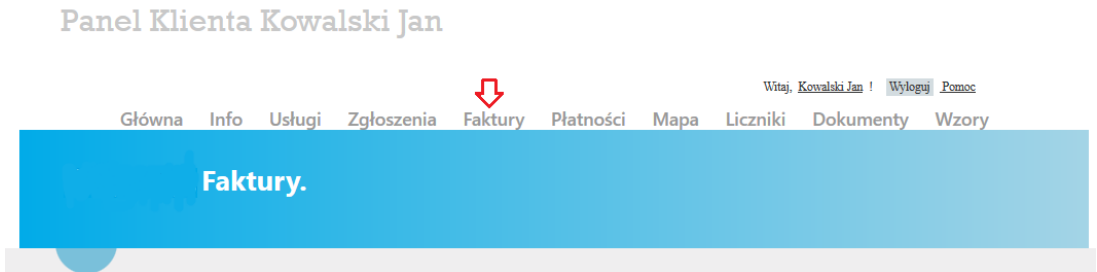 Panel Klienta Kowalski Jan
Witaj, Kowalski Jan ! Wyloguj Pomoc
Główna Info Usługi Zgłoszenia Faktury Płatności Mapa Liczniki Dokumenty Wzory
Faktury.